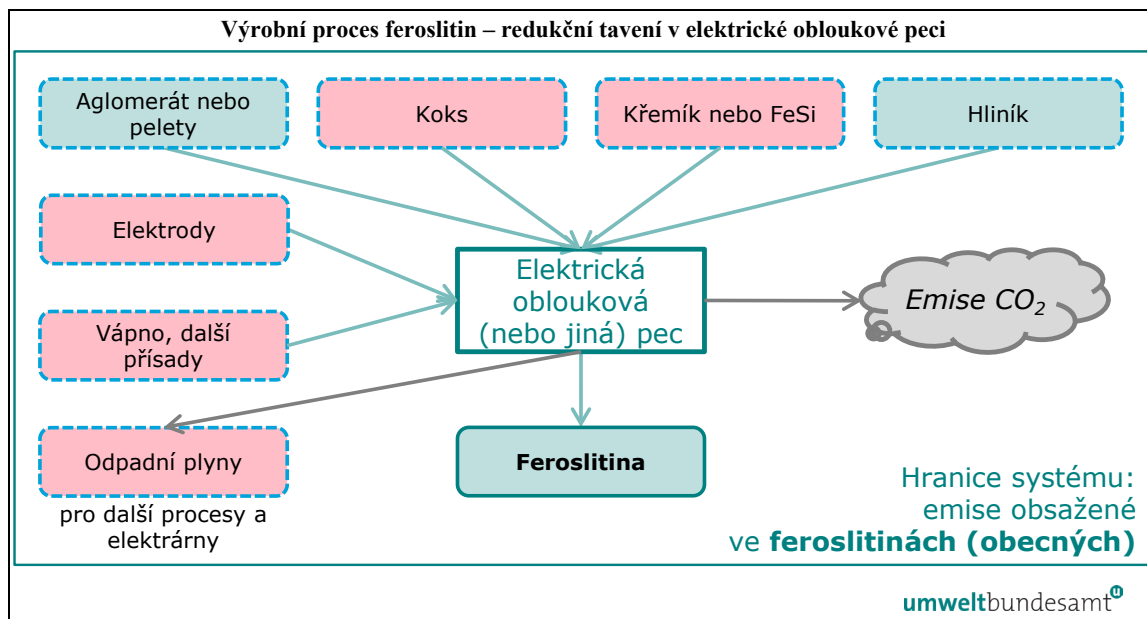 Výrobní proces feroslitin – redukční tavení v elektrické obloukové peci
Aglomerát nebo
pelety
Koks
Křemík nebo FeSi
Hliník
Elektrody
Elektrická
oblouková
(nebo jiná) pec
Emise CO₂
Vápno, další
přísady
Odpadní plyny
pro další procesy a
elektrárny
Feroslitina
Hranice systému:
emise obsažené
ve feroslitinách (obecných)
umweltbundesamt u